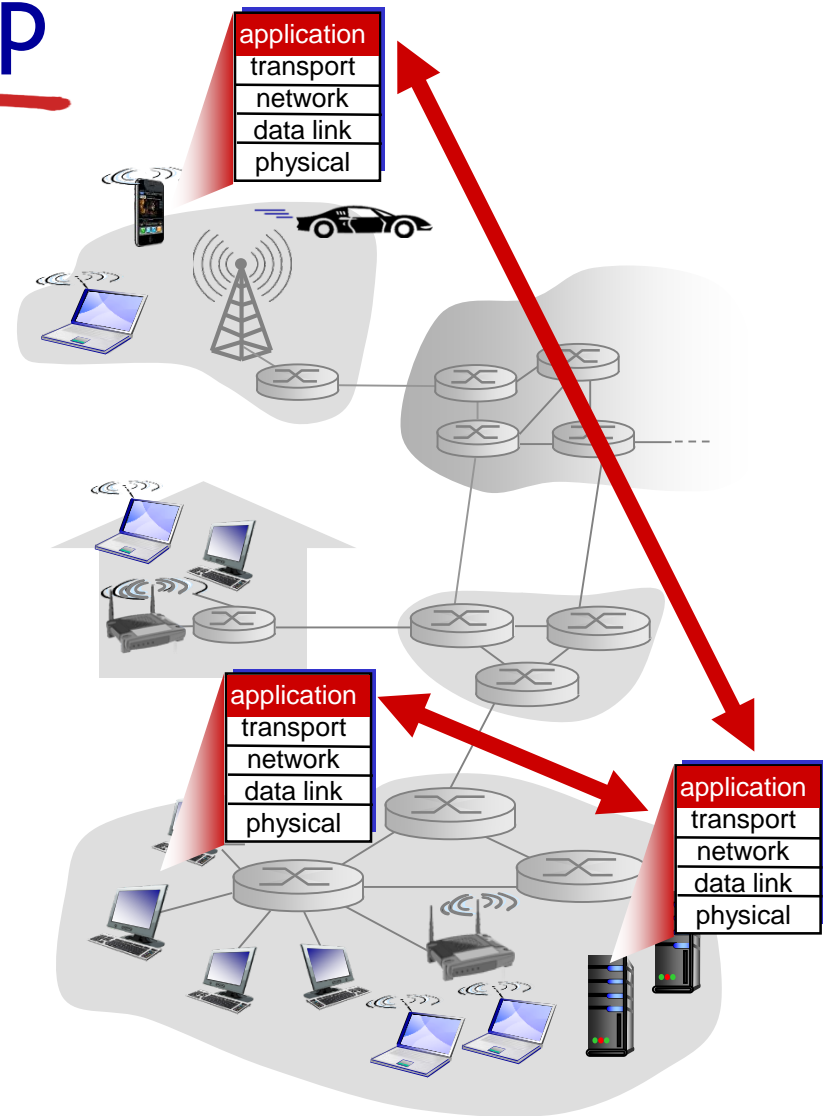 p
application
transport
network
data link
physical
application
transport
network
data link
physical
application
transport
network
data link
physical